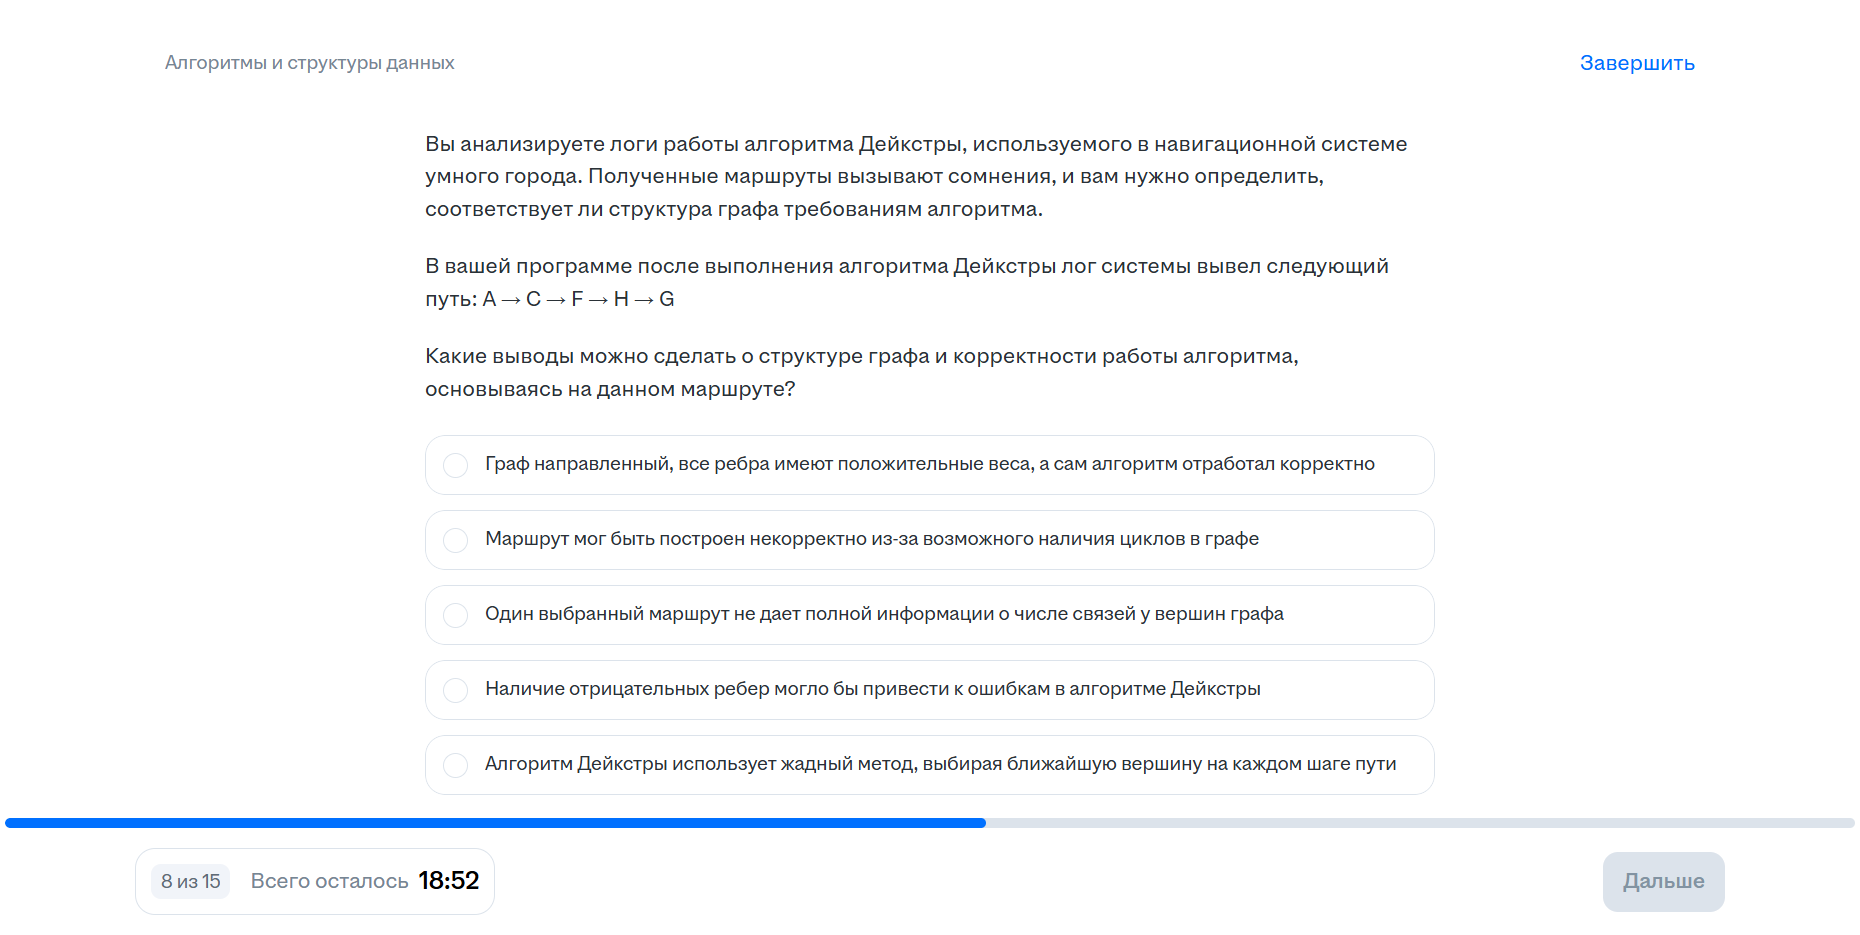 Алгоритмы и структуры данных
Завершить
Вы анализируете логи работы алгоритма Дейкстры, используемого в навигационной системе
умного города. Полученные маршруты вызывают сомнения, и вам нужно определить,
соответствует ли структура графа требованиям алгоритма.
В вашей программе после выполнения алгоритма Дейкстры лог системы вывел следующий
путь: A → C → F → H → G
Какие выводы можно сделать о структуре графа и корректности работы алгоритма,
основываясь на данном маршруте?
Граф направленный, все ребра имеют положительные веса, а сам алгоритм отработал корректно
Маршрут мог быть построен некорректно из-за возможного наличия циклов в графе
Один выбранный маршрут не дает полной информации о числе связей у вершин графа
Наличие отрицательных ребер могло бы привести к ошибкам в алгоритме Дейкстры
Алгоритм Дейкстры использует жадный метод, выбирая ближайшую вершину на каждом шаге пути
8 из 15
Всего осталось 18:52
Дальше